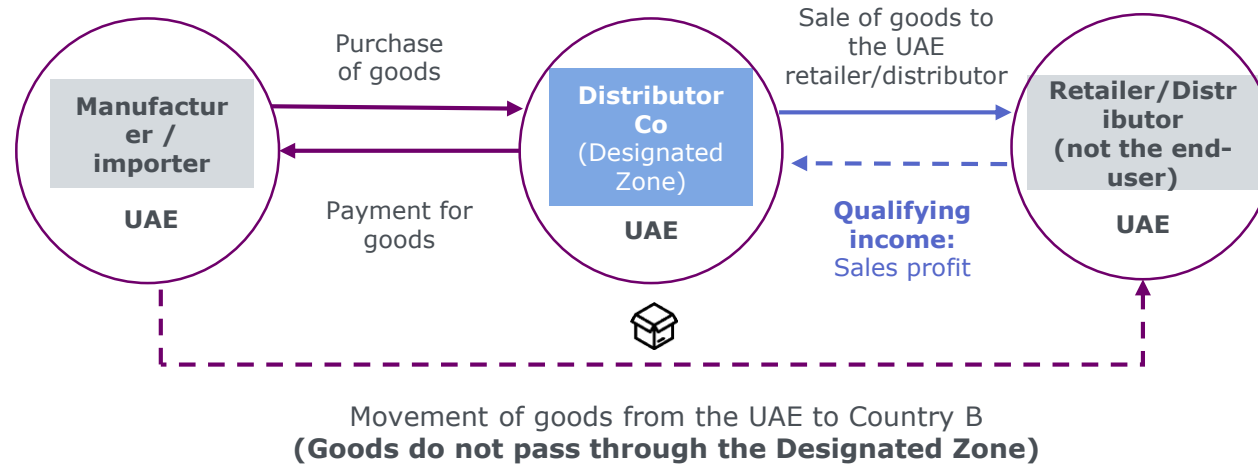 Purchase
of goods
Sale of goods to
the UAE
retailer/distributor
Manufactur
er /
importer
UAE
Distributor
Co
(Designated
Zone)
UAE
Retailer/Distr
ibutor
(not the end-
user)
UAE
Payment for
goods
Qualifying
income:
Sales profit
Movement of goods from the UAE to Country B
(Goods do not pass through the Designated Zone)